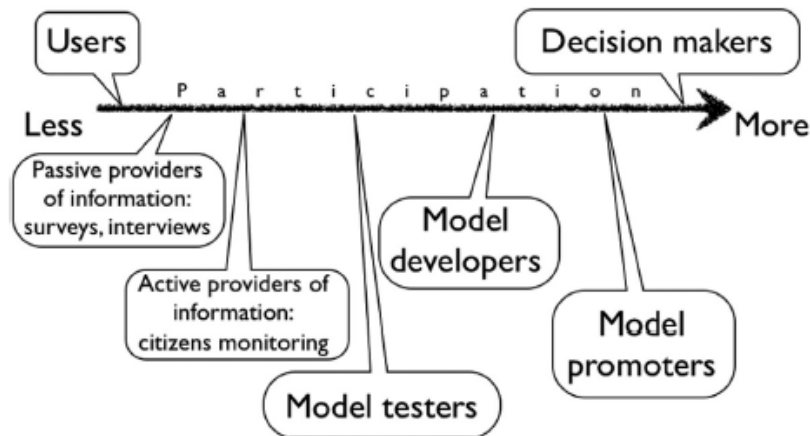 Users
Decision makers
Participation
Less
More
Passive providers
of information:
surveys, interviews
Active providers of
information:
citizens monitoring
Model testers
Model
developers
Model
promoters